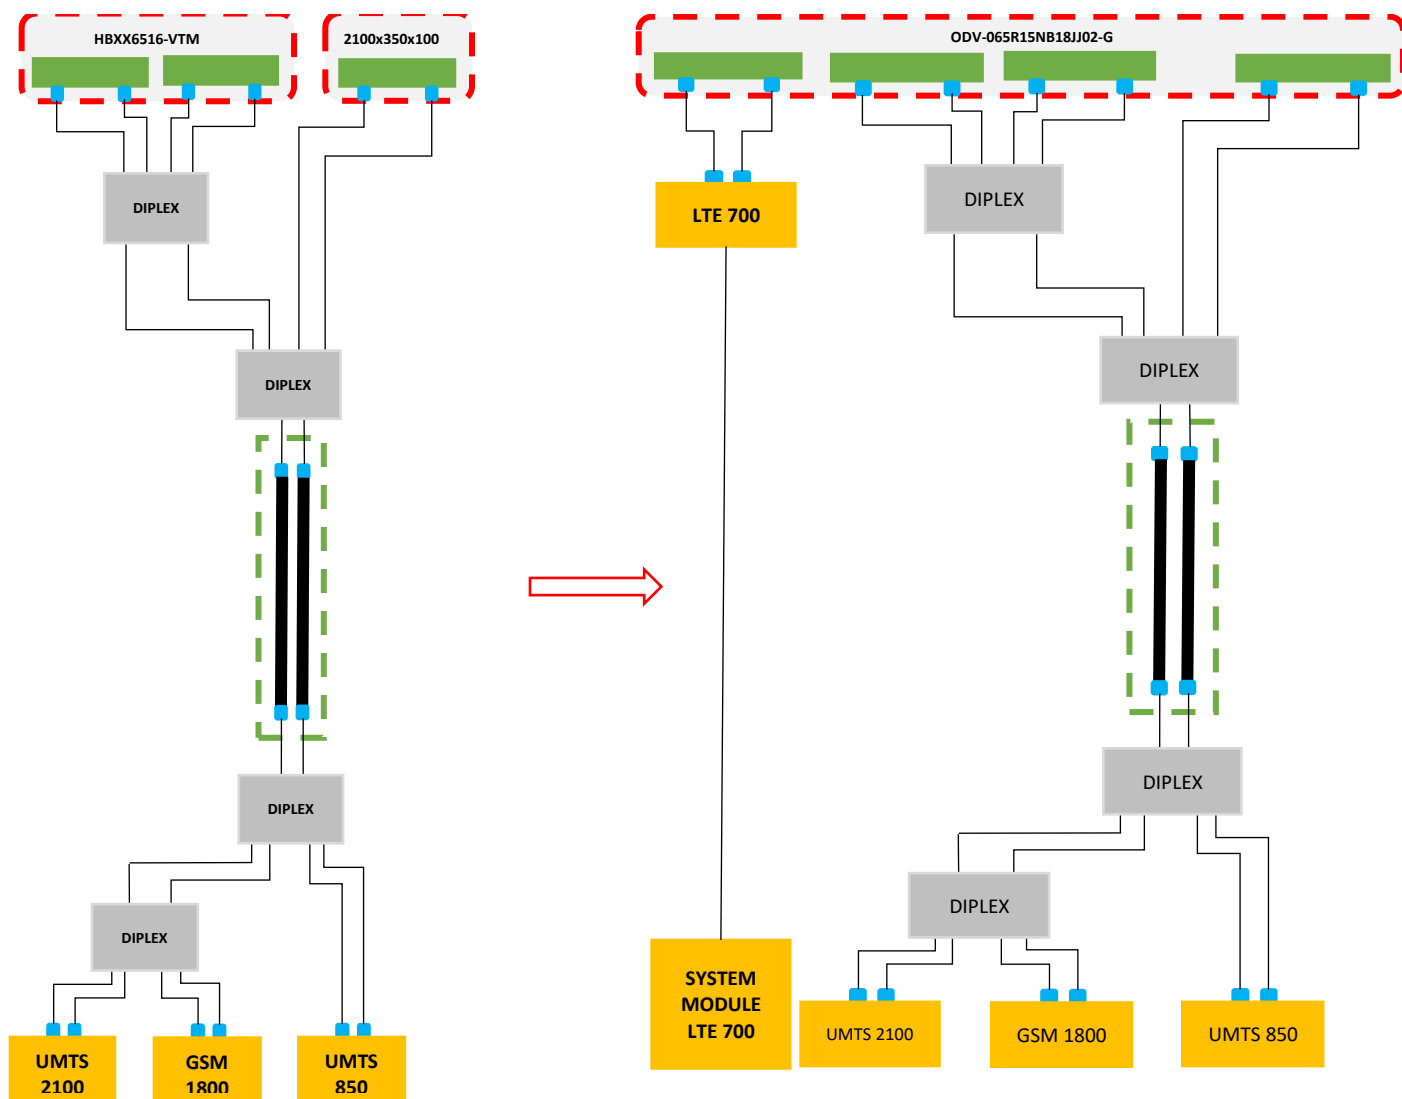 HBXX6516-VTM
2100x350x100
DIPLEX
DIPLEX
DIPLEX
DIPLEX
UMTS
2100
GSM
1800
UMTS
850
ODV-065R15NB18JJ02-G
LTE 700
DIPLEX
DIPLEX
DIPLEX
DIPLEX
SYSTEM
MODULE
LTE 700
UMTS 2100
GSM 1800
UMTS 850